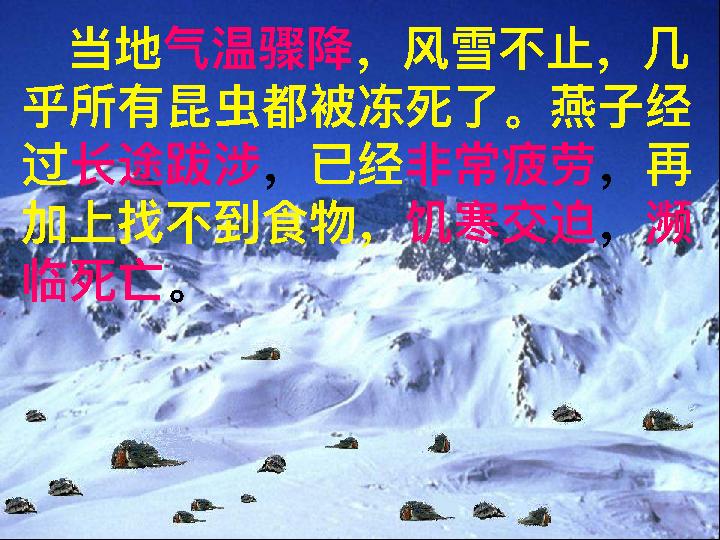 当地气温骤降，风雪不止，几
乎所有昆虫都被冻死了。燕子经
过长途跋涉，已经非常疲劳，再
加上找不到食物，饥寒交迫，濒
临死亡。